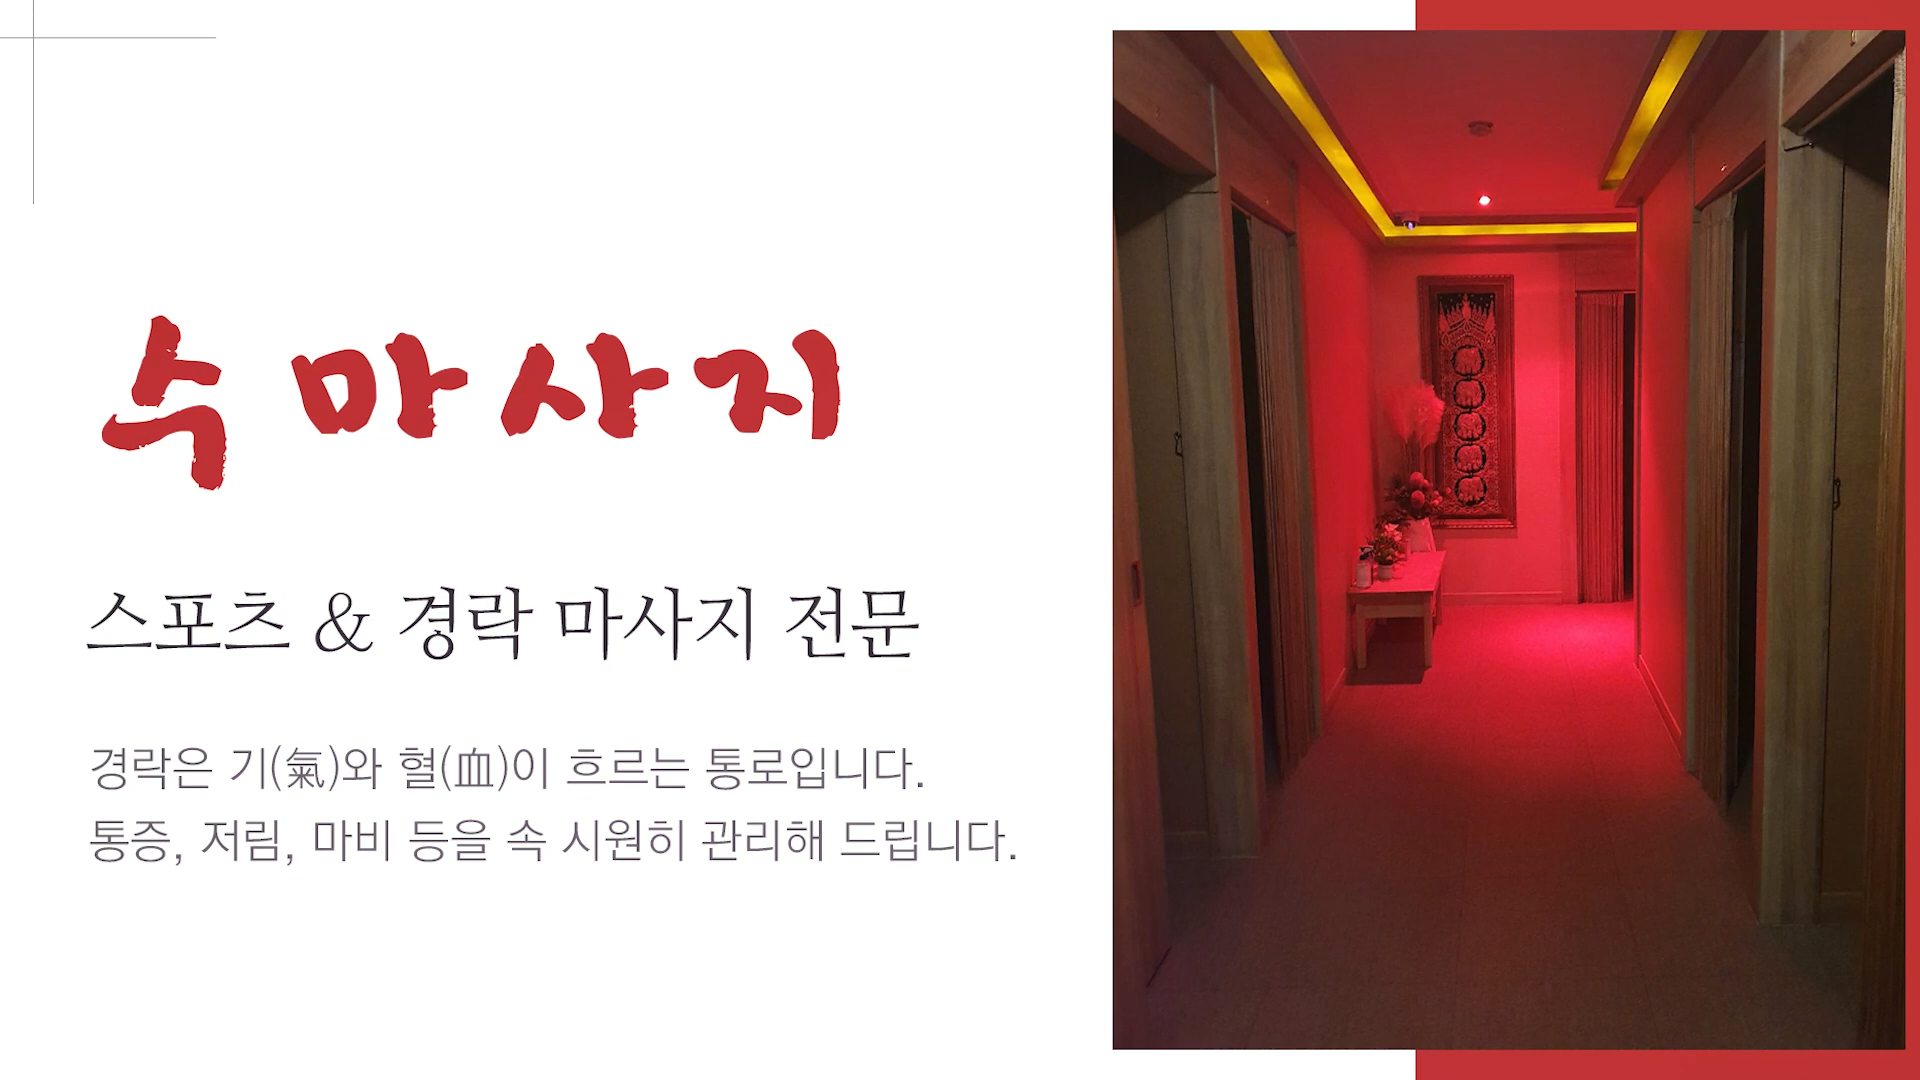 수마사지
스포츠 & 경락 마사지 전문
경락은 기(氣)와 혈(血)이 흐르는 통로입니다.
통증, 저림, 마비 등을 속 시원히 관리해 드립니다.